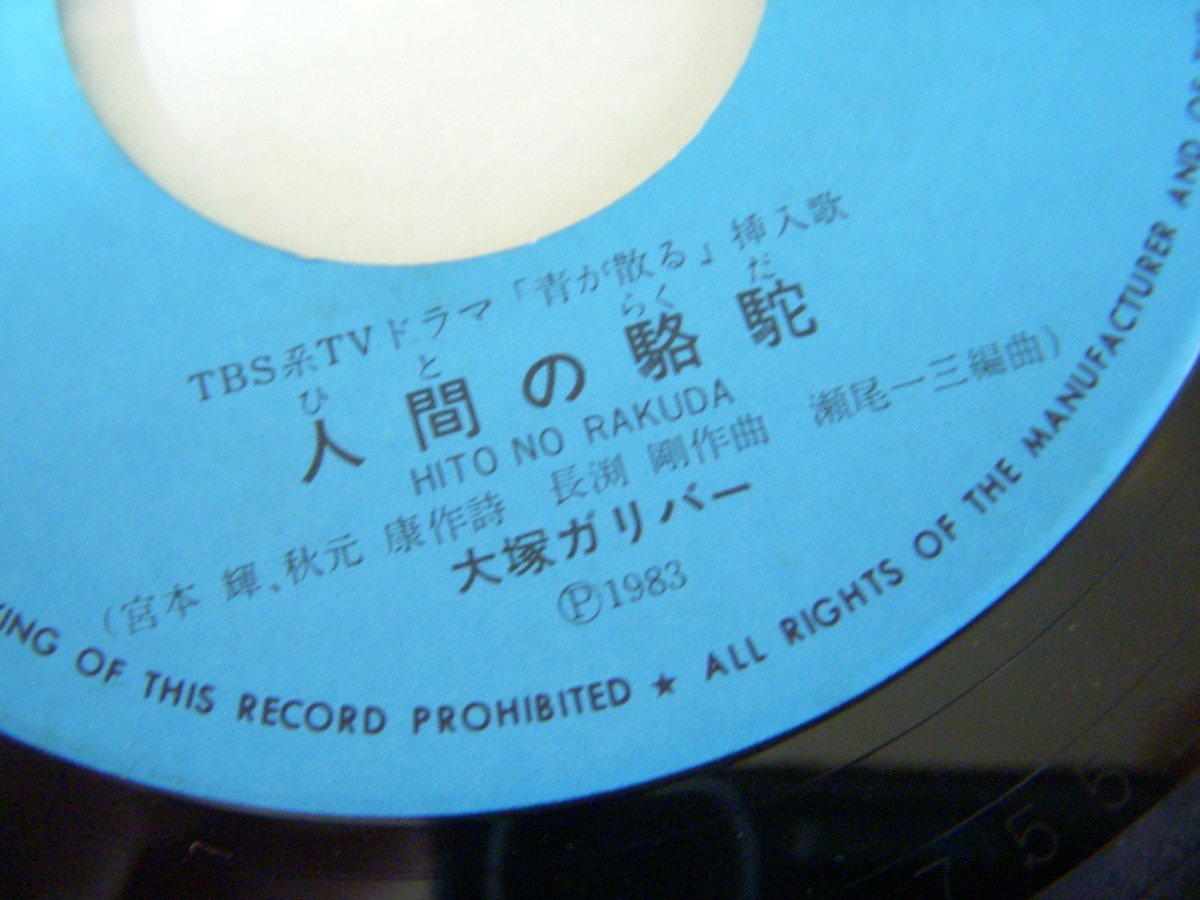 TBS系TVドラマ「青が散る」挿入歌
ひと らくだ
人間の駱駝
HITO NO RAKUDA
(宮本 輝、秋元 康作詩 長渕 剛作曲 瀬尾一三編曲)
大塚ガリバー
Ⓟ1983
OF THIS RECORD PROHIBITED ★ ALL RIGHTS OF THE MANUFACTURER AND OF
755